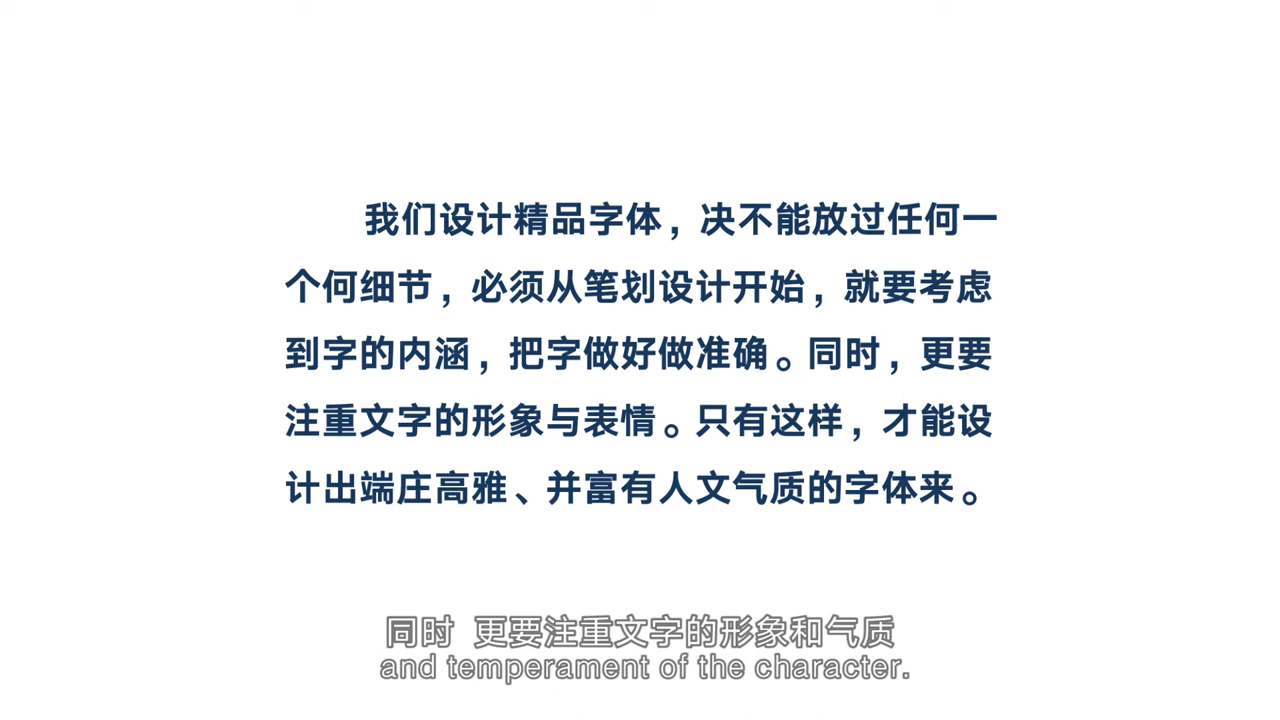 我们设计精品字体，决不能放过任何一
个何细节，必须从笔划设计开始，就要考虑
到字的内涵，把字做好做准确。同时，更要
注重文字的形象与表情。只有这样，才能设
计出端庄高雅、并富有人文气质的字体来。
同时 更要注重文字的形象和气质
and temperament of the character.